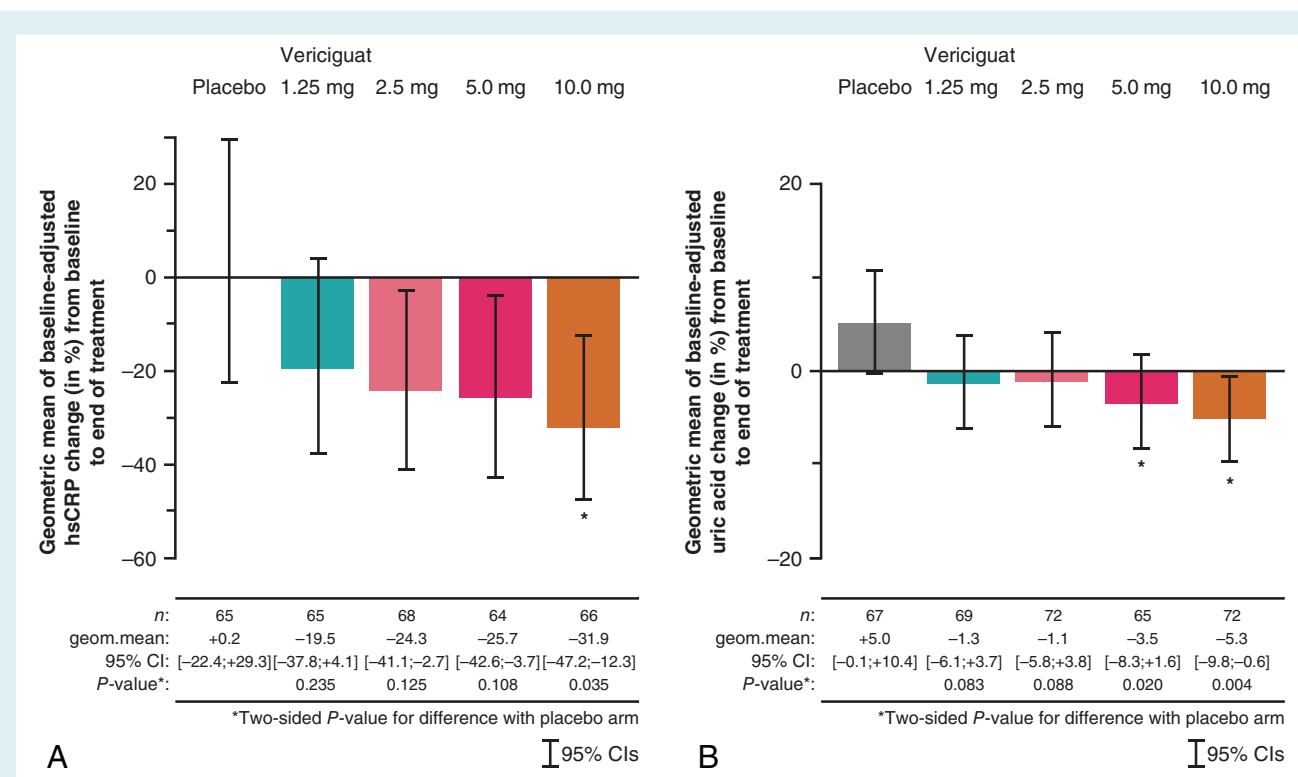 Vericiguat
Placebo 1.25 mg 2.5 mg 5.0 mg 10.0 mg
Geometric mean of baseline-adjusted
hsCRP change (in %) from baseline
to end of treatment
20
0
−20
−40
−60
n: 65 65 68 64 66
geom.mean: +0.2 −19.5 −24.3 −25.7 −31.9
95% CI: [−22.4;+29.3] [−37.8;+4.1] [−41.1;−2.7] [−42.6;−3.7] [−47.2;−12.3]
P-value*: 0.235 0.125 0.108 0.035
*Two-sided P-value for difference with placebo arm
A
95% CIs
*
Vericiguat
Placebo 1.25 mg 2.5 mg 5.0 mg 10.0 mg
Geometric mean of baseline-adjusted
uric acid change (in %) from baseline
to end of treatment
20
0
−20
* *
n: 67 69 72 65 72
geom.mean: +5.0 −1.3 −1.1 −3.5 −5.3
95% CI: [−0.1;+10.4] [−6.1;+3.7] [−5.8;+3.8] [−8.3;+1.6] [−9.8;−0.6]
P-value*: 0.083 0.088 0.020 0.004
*Two-sided P-value for difference with placebo arm
B
95% CIs